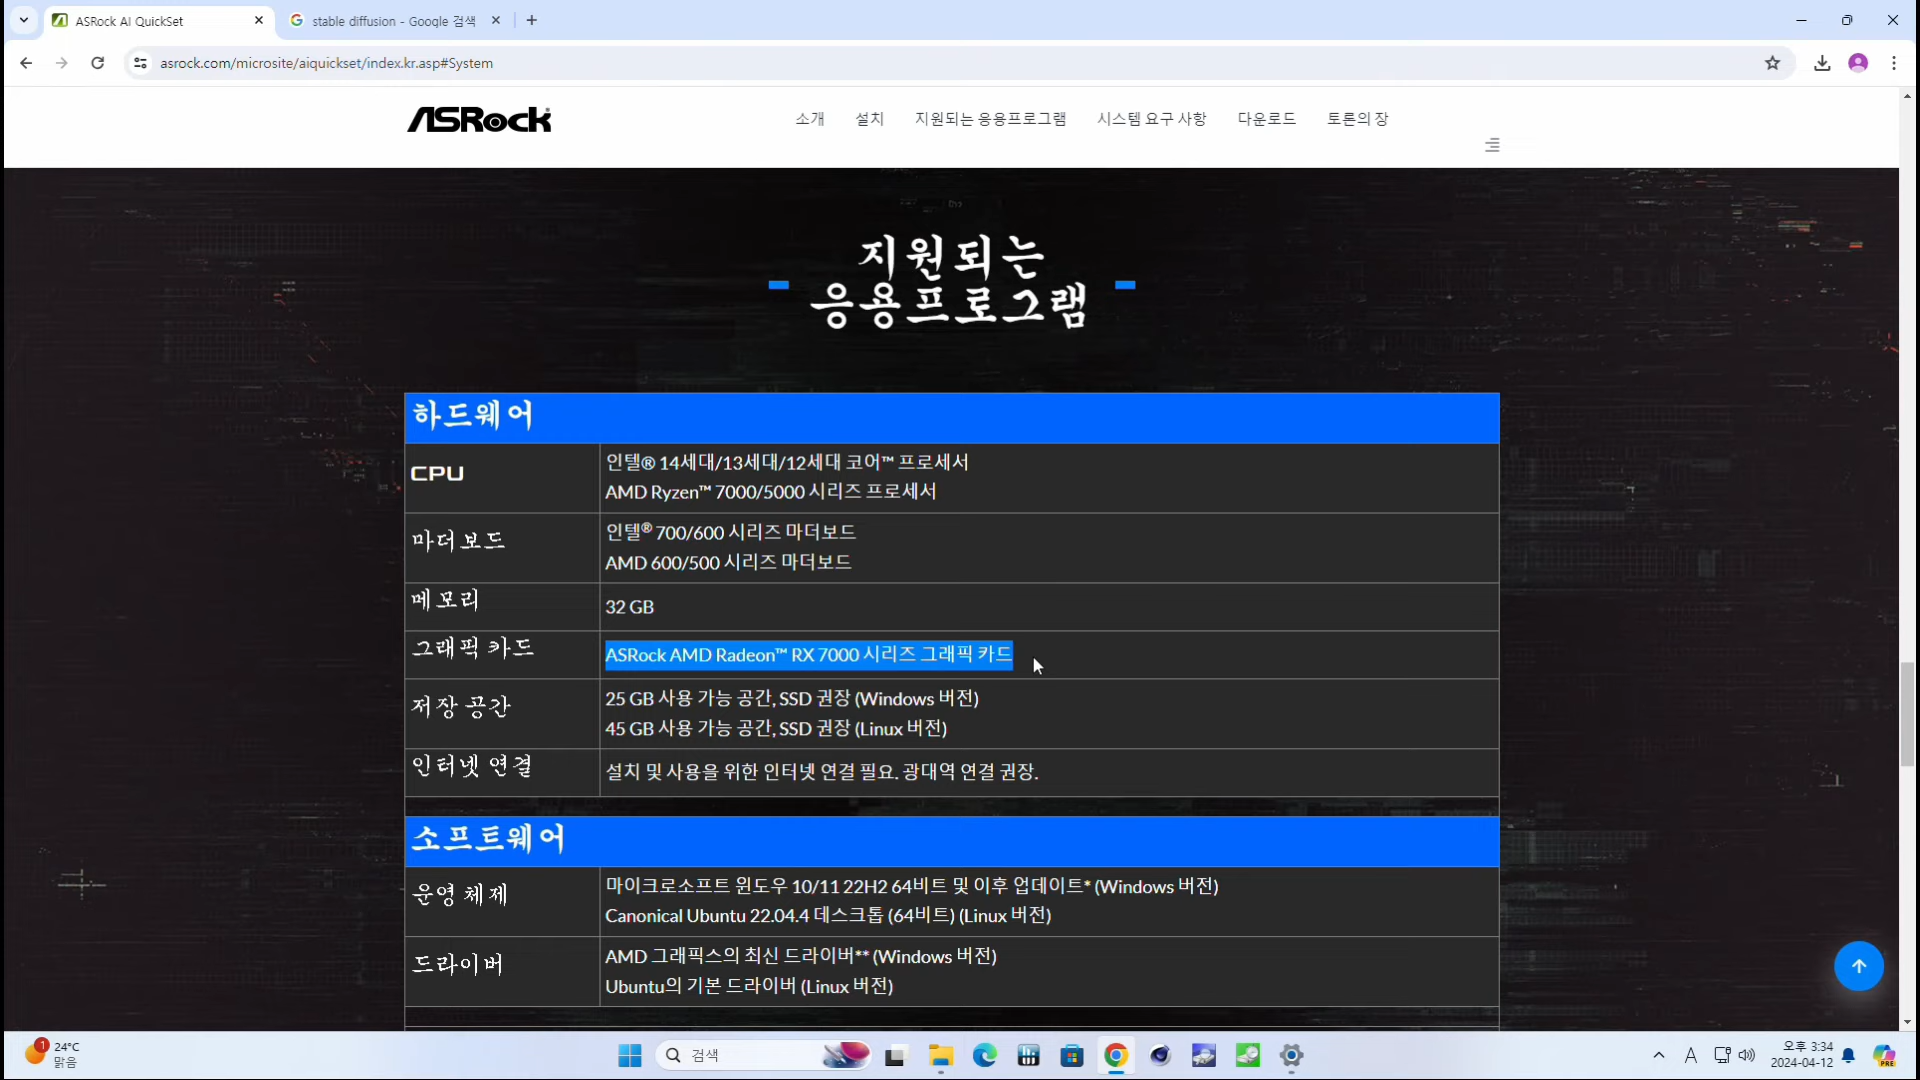 ASRock AI QuickSet
stable diffusion - Google 검색
asrock.com/microsite/aiquickset/index.kr.asp#System
ASRock
소개
설치
지원되는 응용프로그램
시스템 요구 사항
다운로드
토론의 장
지원되는
응용프로그램
하드웨어
CPU
인텔® 14세대/13세대/12세대 코어™ 프로세서
AMD Ryzen™ 7000/5000 시리즈 프로세서
마더보드
인텔® 700/600 시리즈 마더보드
AMD 600/500 시리즈 마더보드
메모리
32 GB
그래픽 카드
ASRock AMD Radeon™ RX 7000 시리즈 그래픽 카드
저장 공간
25 GB 사용 가능 공간, SSD 권장 (Windows 버전)
45 GB 사용 가능 공간, SSD 권장 (Linux 버전)
인터넷 연결
설치 및 사용을 위한 인터넷 연결 필요. 광대역 연결 권장.
소프트웨어
운영 체제
마이크로소프트 윈도우 10/11 22H2 64비트 및 이후 업데이트* (Windows 버전)
Canonical Ubuntu 22.04.4 데스크톱 (64비트) (Linux 버전)
드라이버
AMD 그래픽스의 최신 드라이버** (Windows 버전)
Ubuntu의 기본 드라이버 (Linux 버전)
1
24°C
맑음
검색
A
오후 3:34
2024-04-12
PRE